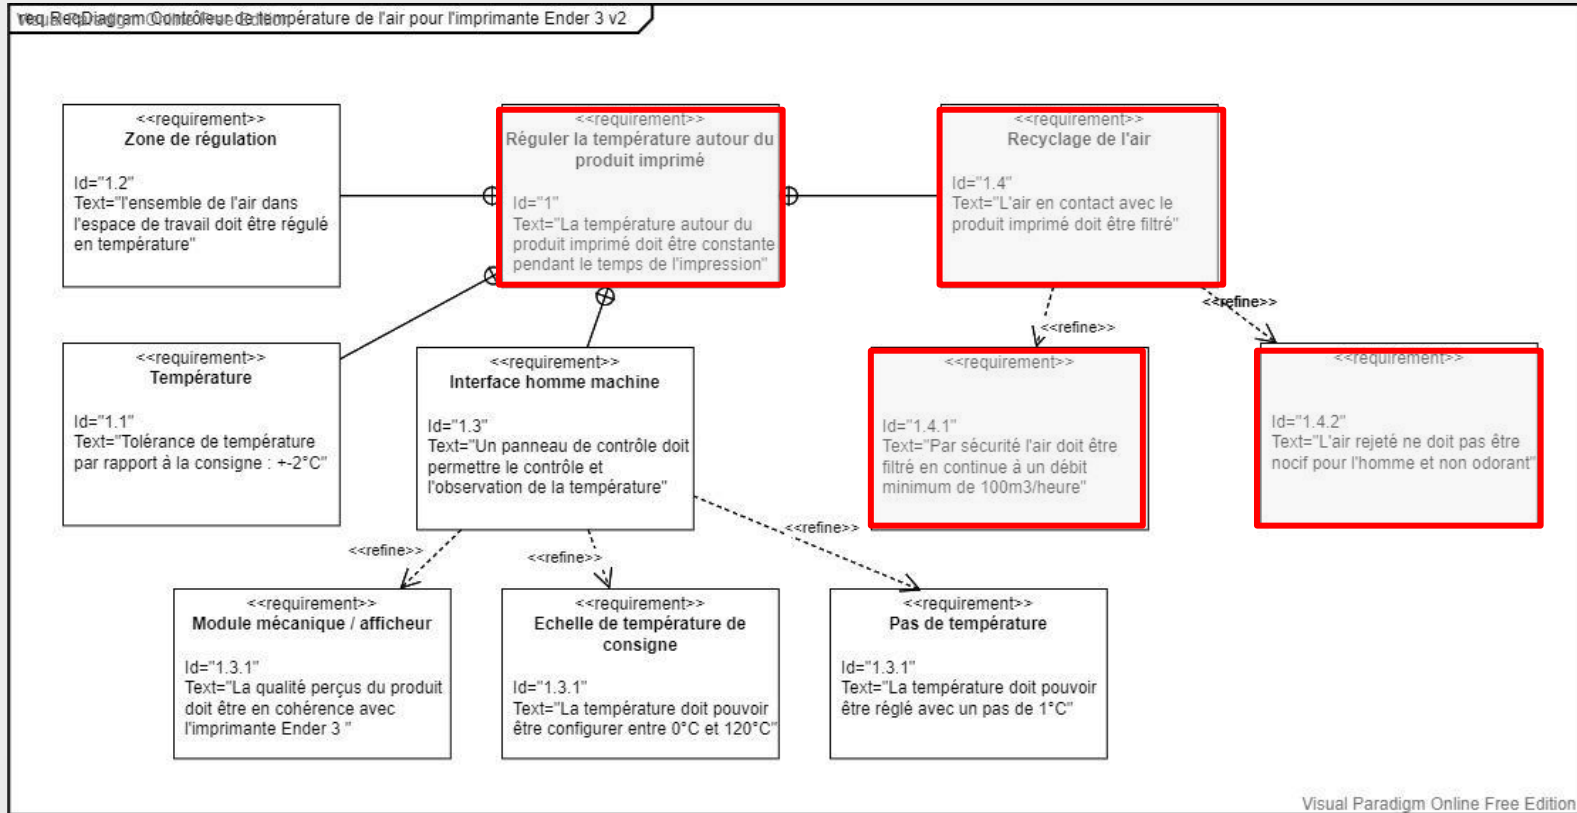 req ReqDiagram Contrôleur de température de l'air pour l'imprimante Ender 3 v2
Visual Paradigm Online Free Edition
<<requirement>>
Zone de régulation
Id="1.2"
Text="l'ensemble de l'air dans
l'espace de travail doit être régulé
en température"
<<requirement>>
Réguler la température autour du
produit imprimé
Id="1"
Text="La température autour du
produit imprimé doit être constante
pendant le temps de l'impression"
<<requirement>>
Recyclage de l'air
Id="1.4"
Text="L'air en contact avec le
produit imprimé doit être filtré"
<<refine>>
<<refine>>
<<requirement>>
Température
Id="1.1"
Text="Tolérance de température
par rapport à la consigne : +-2°C"
<<requirement>>
Interface homme machine
Id="1.3"
Text="Un panneau de contrôle doit
permettre le contrôle et
l'observation de la température"
<<requirement>>
Id="1.4.1"
Text="Par sécurité l'air doit être
filtré en continue à un débit
minimum de 100m3/heure"
<<requirement>>
Id="1.4.2"
Text="L'air rejeté ne doit pas être
nocif pour l'homme et non odorant"
<<refine>>
<<refine>>
<<refine>>
<<requirement>>
Module mécanique / afficheur
Id="1.3.1"
Text="La qualité perçus du produit
doit être en cohérence avec
l'imprimante Ender 3 "
<<requirement>>
Echelle de température de
consigne
Id="1.3.1"
Text="La température doit pouvoir
être configurer entre 0°C et 120°C"
<<requirement>>
Pas de température
Id="1.3.1"
Text="La température doit pouvoir
être réglé avec un pas de 1°C"
Visual Paradigm Online Free Edition